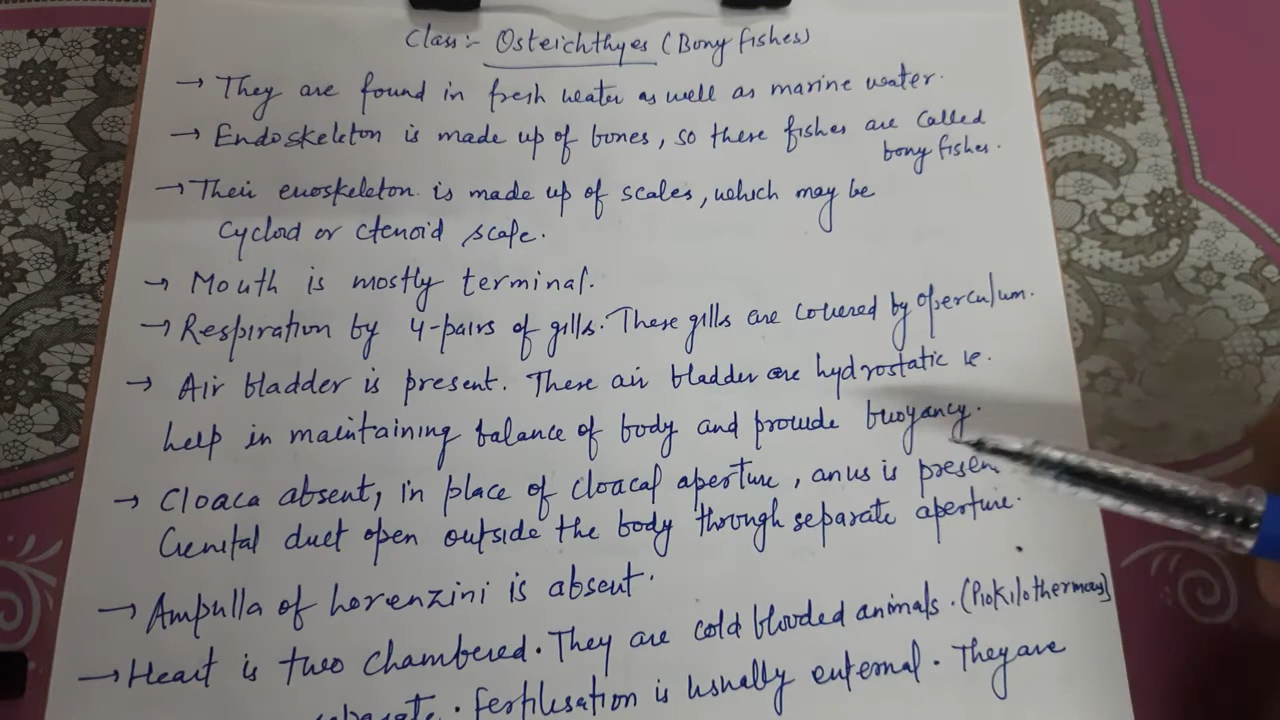 Class:- Osteichthyes (Bony fishes)
→ They are found in fresh water as well as marine water.
→ Endoskeleton is made up of bones, so these fishes are called
bony fishes.
→ Their exoskeleton is made up of scales, which may be
Cycloid or ctenoid scale.
→ Mouth is mostly terminal.
→ Respiration by 4-pairs of gills. These gills are covered by operculum.
→ Air bladder is present. These air bladder are hydrostatic ie.
help in maintaining balance of body and provide buoyancy.
→ Cloaca absent, in place of cloacal aperture, anus is presen
Genital duct open outside the body through separate aperture.
→ Ampulla of Lorenzini is absent.
→ Heart is two chambered. They are cold blooded animals. (Piokilothermous)
. Fertilisation is usually external. They are